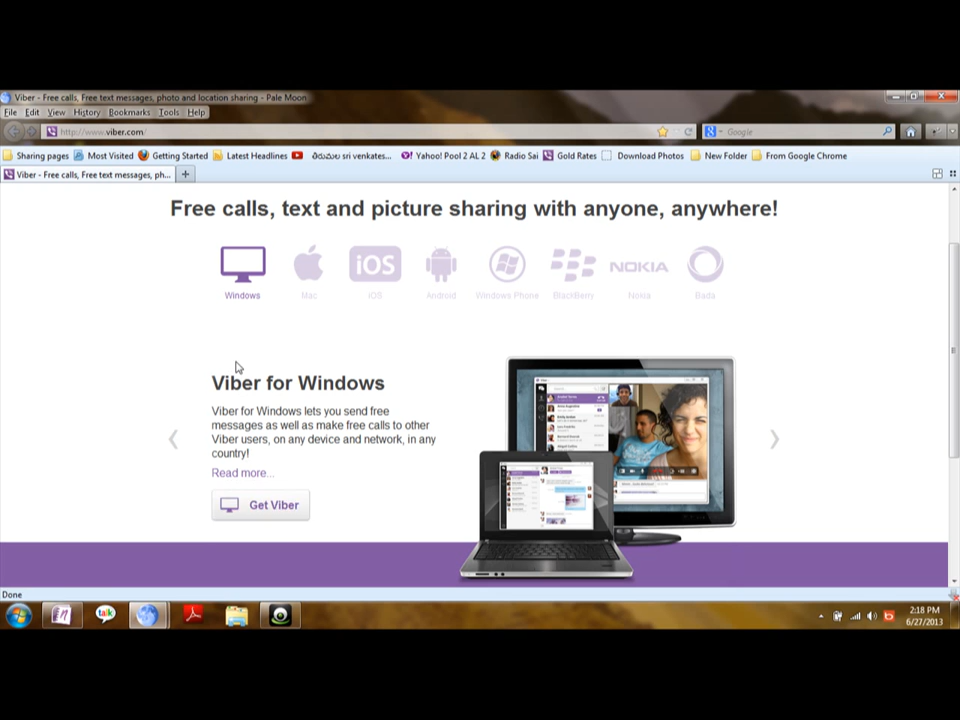 Viber - Free calls, Free text messages, photo and location sharing - Pale Moon
File Edit View History Bookmarks Tools Help
http://www.viber.com/
Google
Sharing pages Most Visited Getting Started Latest Headlines తిరుమల sri venkates... Yahoo! Pool 2 AL 2 Radio Sai Gold Rates Download Photos New Folder From Google Chrome
Viber - Free calls, Free text messages, ph...
Free calls, text and picture sharing with anyone, anywhere!
iOS NOKIA
Windows Mac iOS Android Windows Phone BlackBerry Nokia Bada
Viber for Windows
Viber for Windows lets you send free
messages as well as make free calls to other
Viber users, on any device and network, in any
country!
Read more...
Get Viber
Done
talk
2:18 PM
6/27/2013